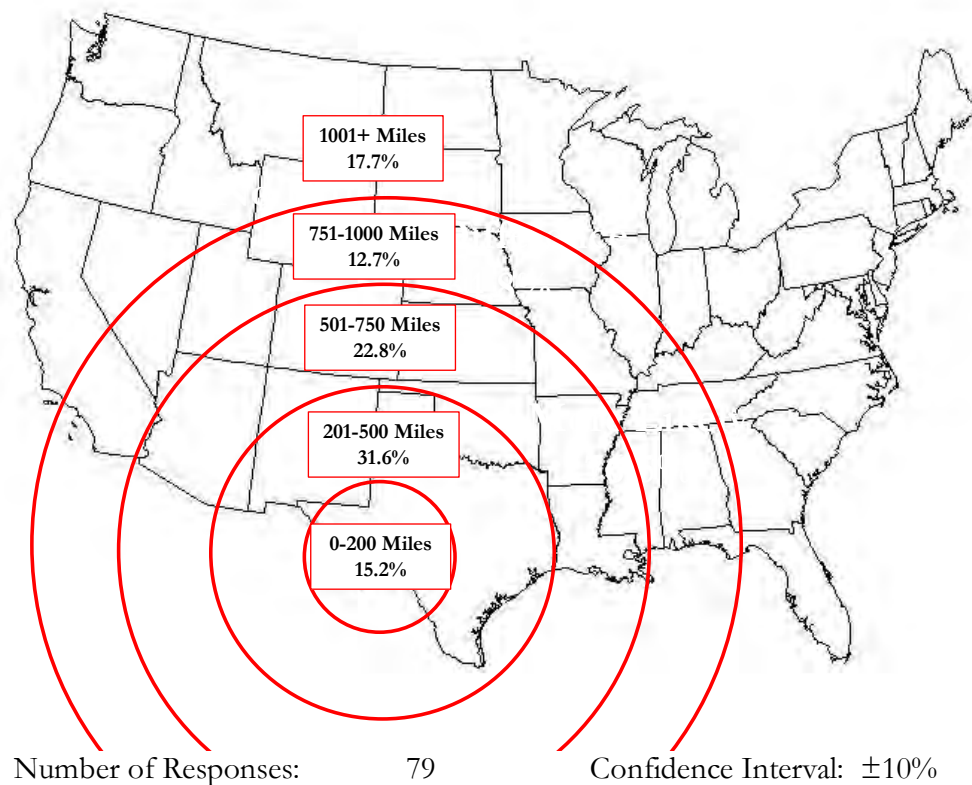 1001+ Miles
17.7%
751-1000 Miles
12.7%
501-750 Miles
22.8%
201-500 Miles
31.6%
0-200 Miles
15.2%
Number of Responses: 79 Confidence Interval: ±10%